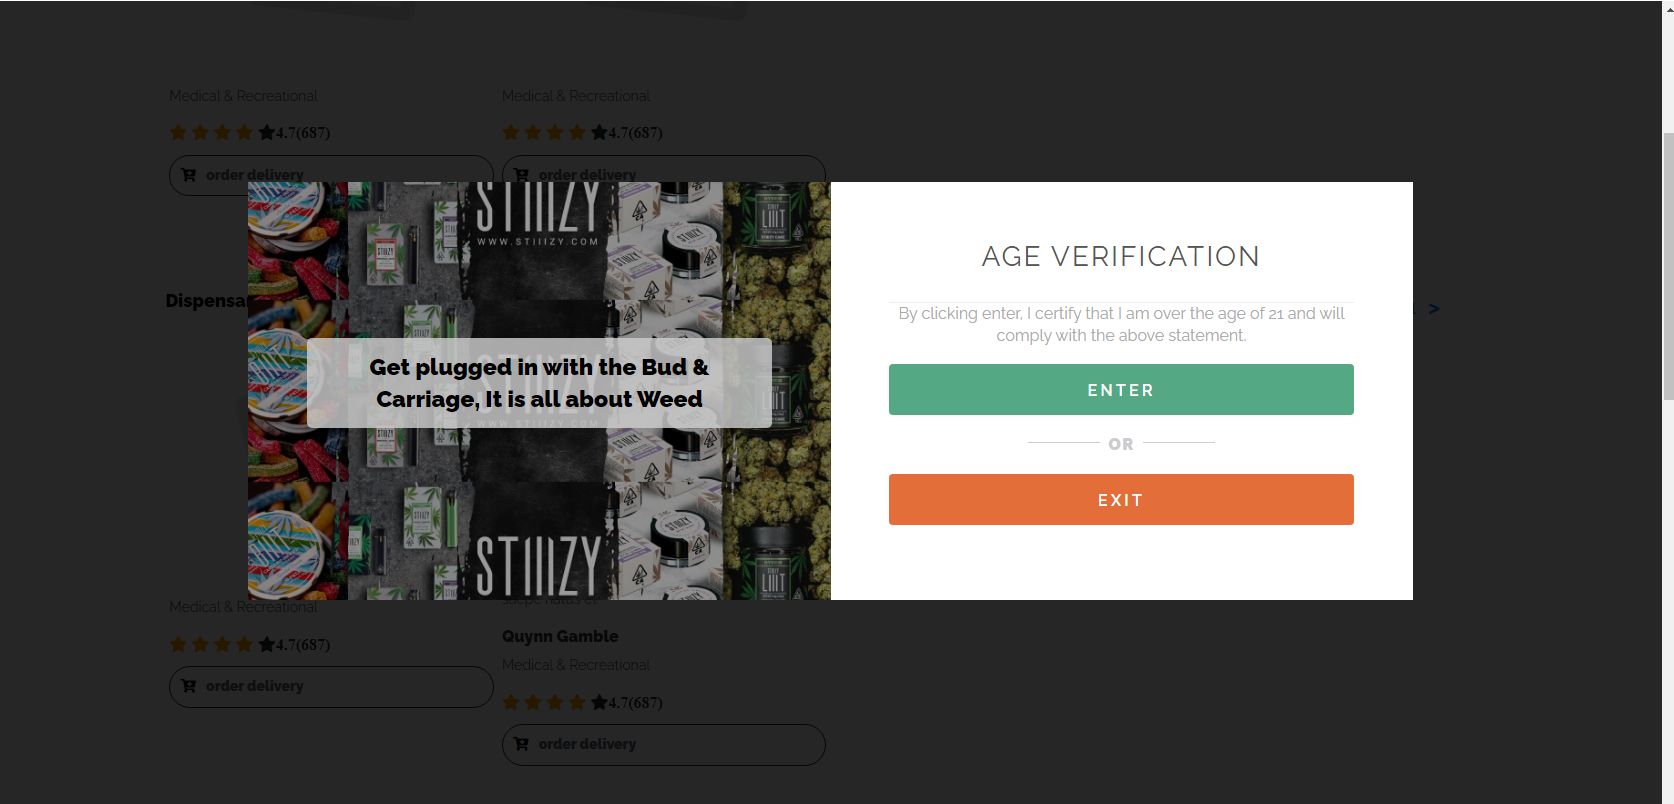 Medical & Recreational
Medical & Recreational
4.7(687)
4.7(687)
order delivery
order delivery
STIIIZY
WWW.STIIIZY.COM
LIIIT
Dispensar
>
Get plugged in with the Bud &
Carriage, It is all about Weed
STIIIZY
LIIIT
AGE VERIFICATION
By clicking enter, I certify that I am over the age of 21 and will
comply with the above statement.
ENTER
OR
EXIT
Medical & Recreational
4.7(687)
order delivery
Quynn Gamble
Medical & Recreational
4.7(687)
order delivery